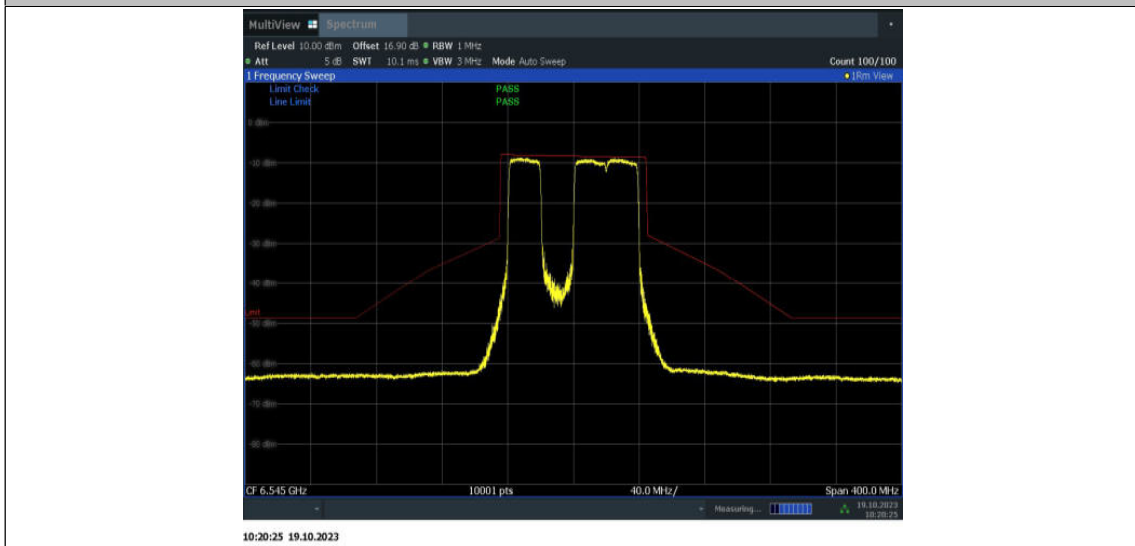 MultiView Spectrum
Ref Level 10.00 dBm Offset 16.90 dB RBW 1 MHz
Att 5 dB SWT 10.1 ms VBW 3 MHz Mode Auto Sweep Count 100/100
1 Frequency Sweep 1Rm View
Limit Check PASS
Line Limit PASS
0 dBm
-10 dBm
-20 dBm
-30 dBm
-40 dBm
-50 dBm
-60 dBm
-70 dBm
-80 dBm
CF 6.545 GHz 10001 pts 40.0 MHz/ Span 400.0 MHz
Measuring... 19.10.2023
10:20:25
10:20:25 19.10.2023